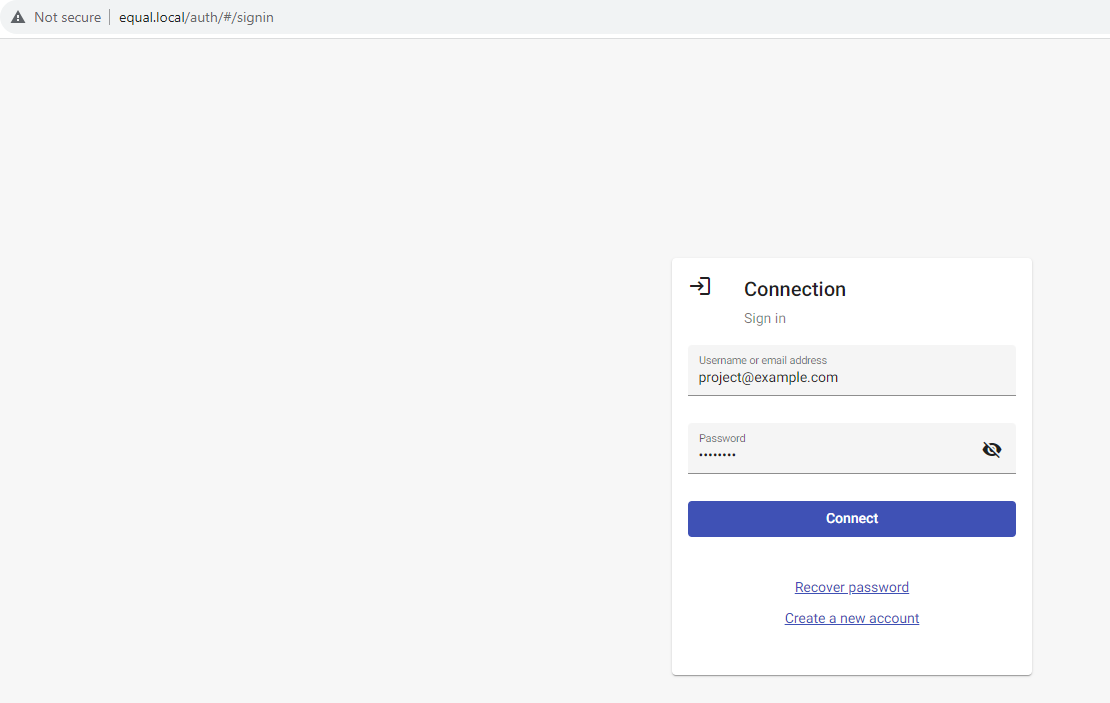 Not secure equal.local/auth/#/signin
Connection
Sign in
Username or email address
project@example.com
Password
••••••••
Connect
Recover password
Create a new account